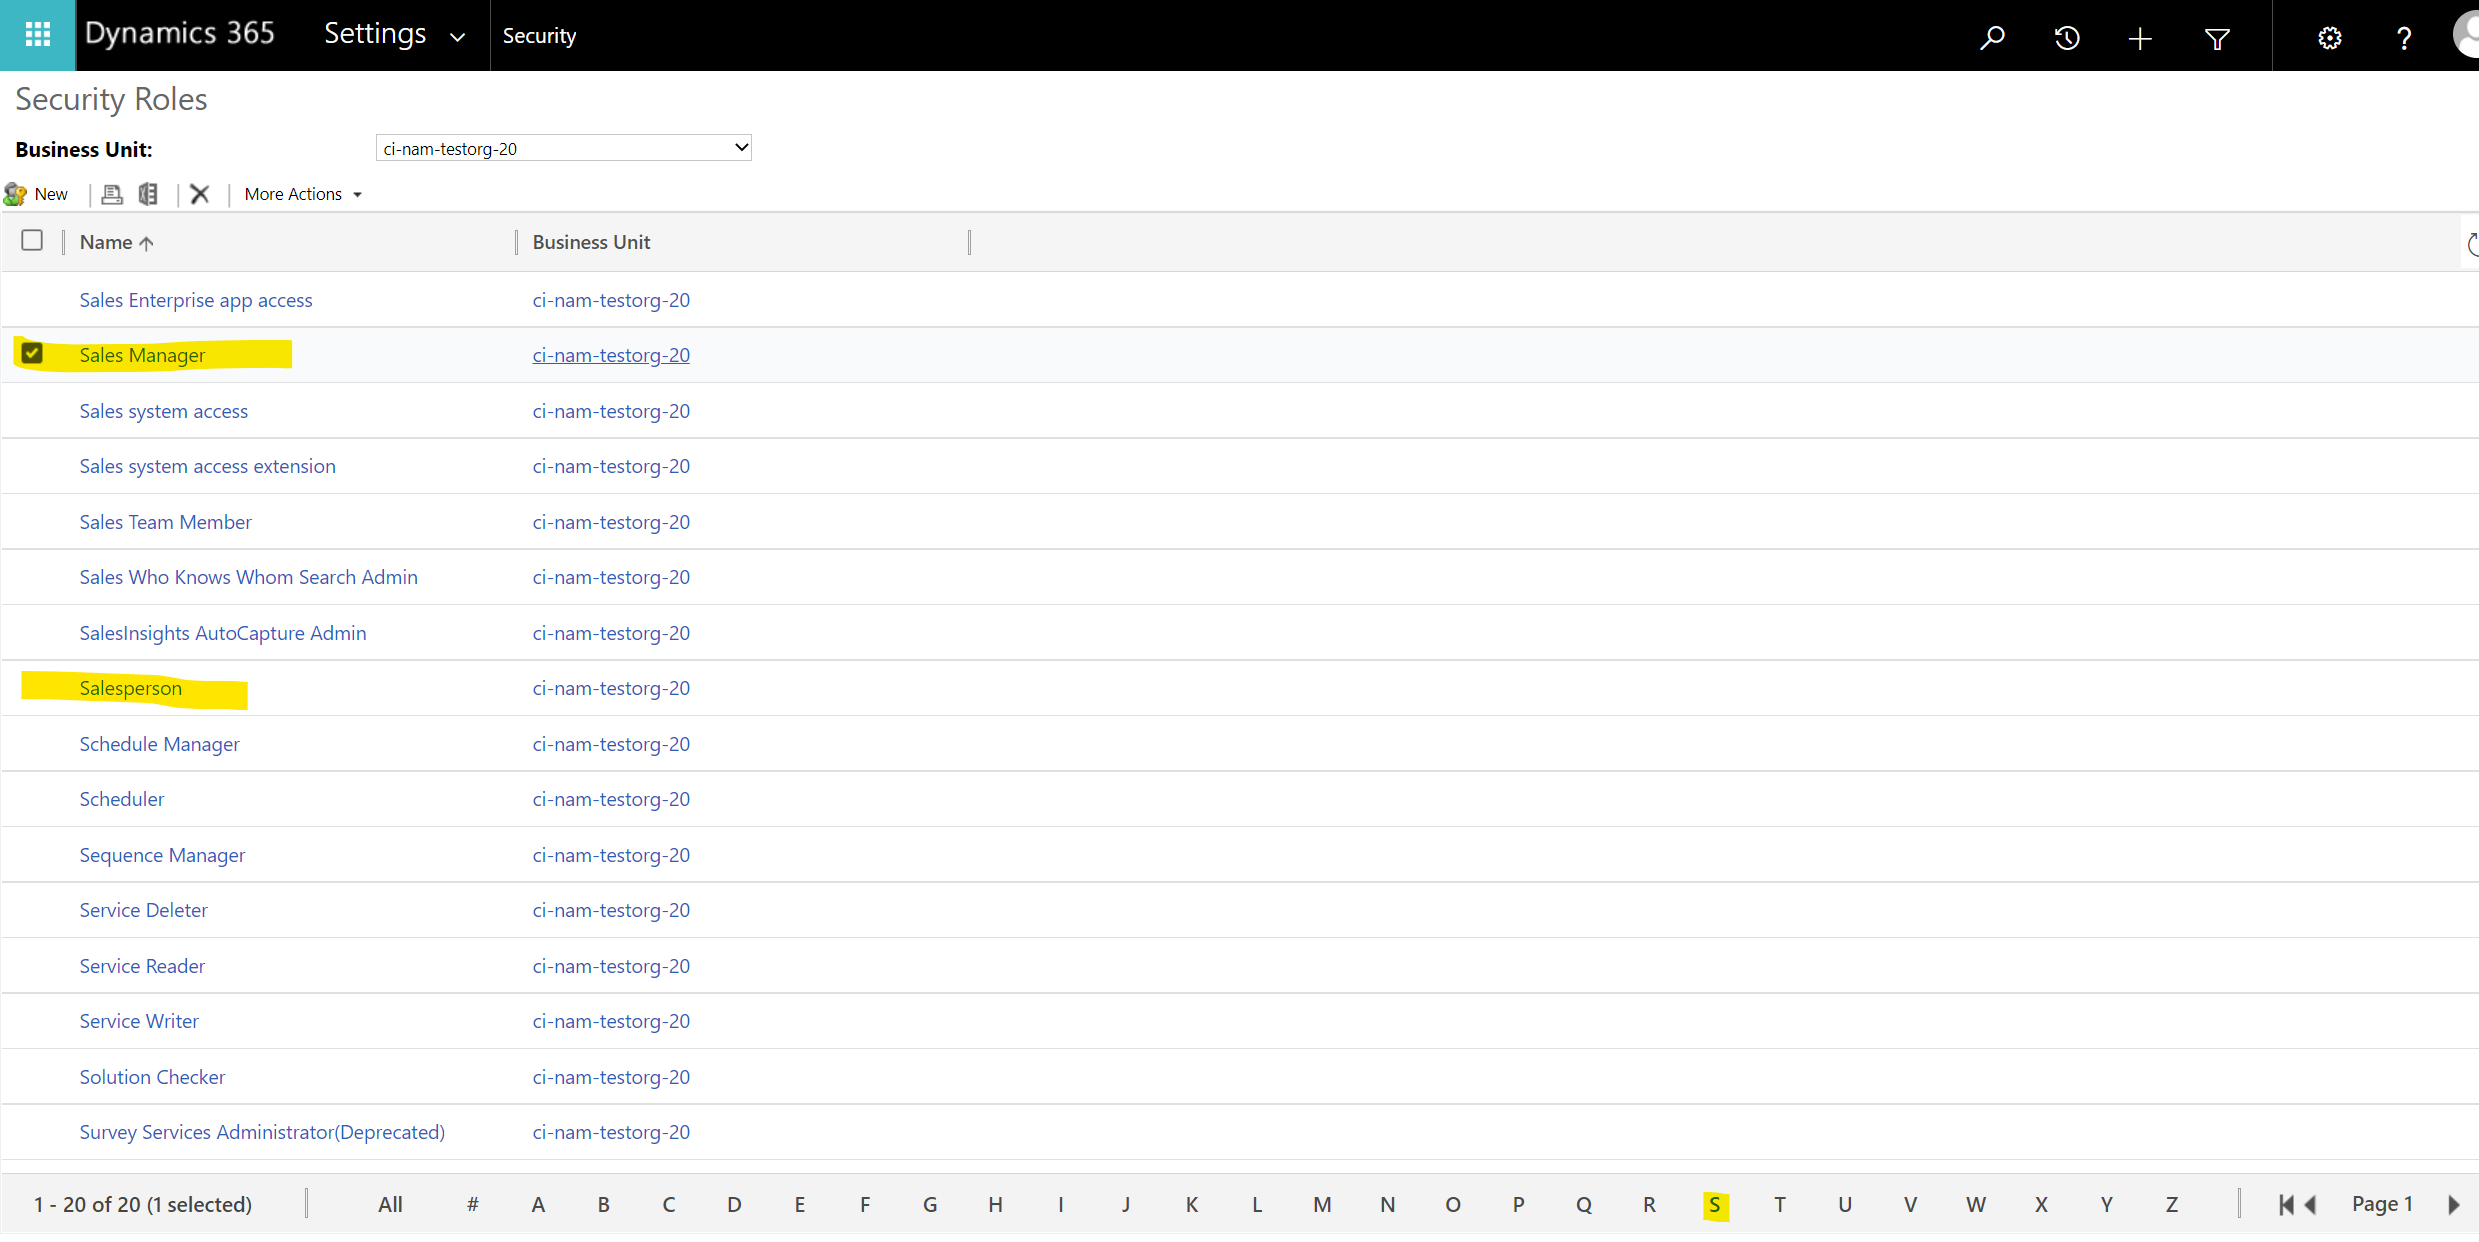 Dynamics 365 Settings Security ?
Security Roles
Business Unit: ci-nam-testorg-20
New More Actions
Name Business Unit
Sales Enterprise app access ci-nam-testorg-20
Sales Manager ci-nam-testorg-20
Sales system access ci-nam-testorg-20
Sales system access extension ci-nam-testorg-20
Sales Team Member ci-nam-testorg-20
Sales Who Knows Whom Search Admin ci-nam-testorg-20
SalesInsights AutoCapture Admin ci-nam-testorg-20
Salesperson ci-nam-testorg-20
Schedule Manager ci-nam-testorg-20
Scheduler ci-nam-testorg-20
Sequence Manager ci-nam-testorg-20
Service Deleter ci-nam-testorg-20
Service Reader ci-nam-testorg-20
Service Writer ci-nam-testorg-20
Solution Checker ci-nam-testorg-20
Survey Services Administrator(Deprecated) ci-nam-testorg-20
1 - 20 of 20 (1 selected) All # A B C D E F G H I J K L M N O P Q R S T U V W X Y Z Page 1